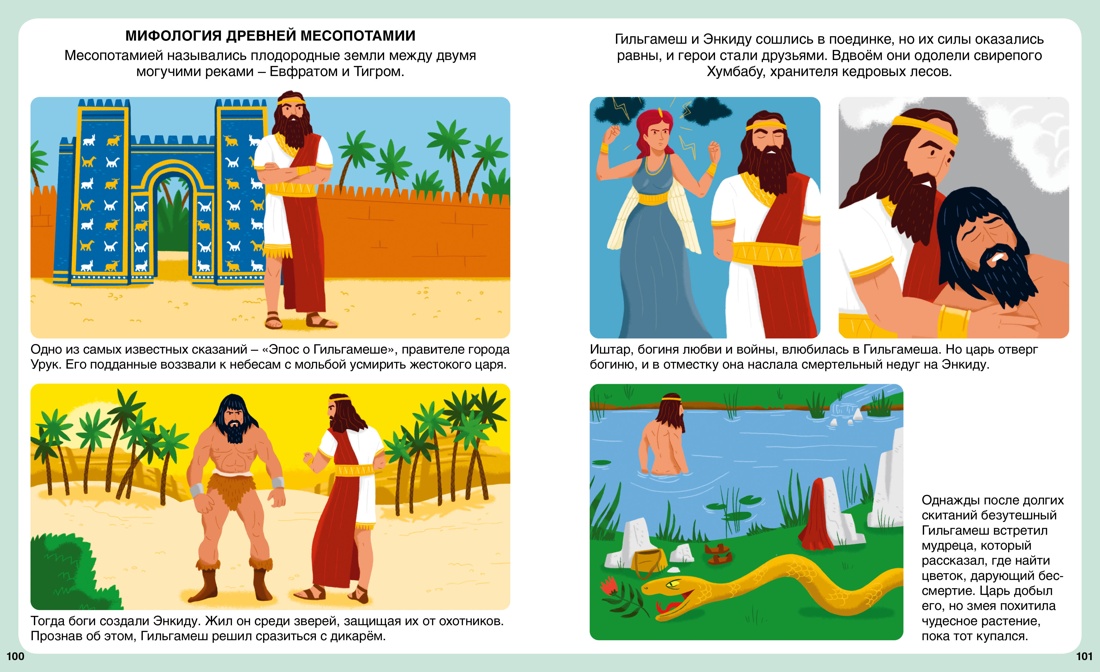 МИФОЛОГИЯ ДРЕВНЕЙ МЕСОПОТАМИИ
Месопотамией назывались плодородные земли между двумя
могучими реками – Евфратом и Тигром.
Одно из самых известных сказаний – «Эпос о Гильгамеше», правителе города
Урук. Его подданные воззвали к небесам с мольбой усмирить жестокого царя.
Тогда боги создали Энкиду. Жил он среди зверей, защищая их от охотников.
Прознав об этом, Гильгамеш решил сразиться с дикарём.
100
Гильгамеш и Энкиду сошлись в поединке, но их силы оказались
равны, и герои стали друзьями. Вдвоём они одолели свирепого
Хумбабу, хранителя кедровых лесов.
Иштар, богиня любви и войны, влюбилась в Гильгамеша. Но царь отверг
богиню, и в отместку она наслала смертельный недуг на Энкиду.
Однажды после долгих
скитаний безутешный
Гильгамеш встретил
мудреца, который
рассказал, где найти
цветок, дарующий бес-
смертие. Царь добыл
его, но змея похитила
чудесное растение,
пока тот купался.
101